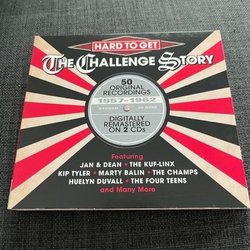 HARD TO GET
THE CHALLENGE STORY
50
ORIGINAL
RECORDINGS
1957-1962
DIGITALLY
REMASTERED
ON 2 CDs
Featuring
JAN & DEAN • THE KUF-LINX
KIP TYLER • MARTY BALIN • THE CHAMPS
HUELYN DUVALL • THE FOUR TEENS
and Many More